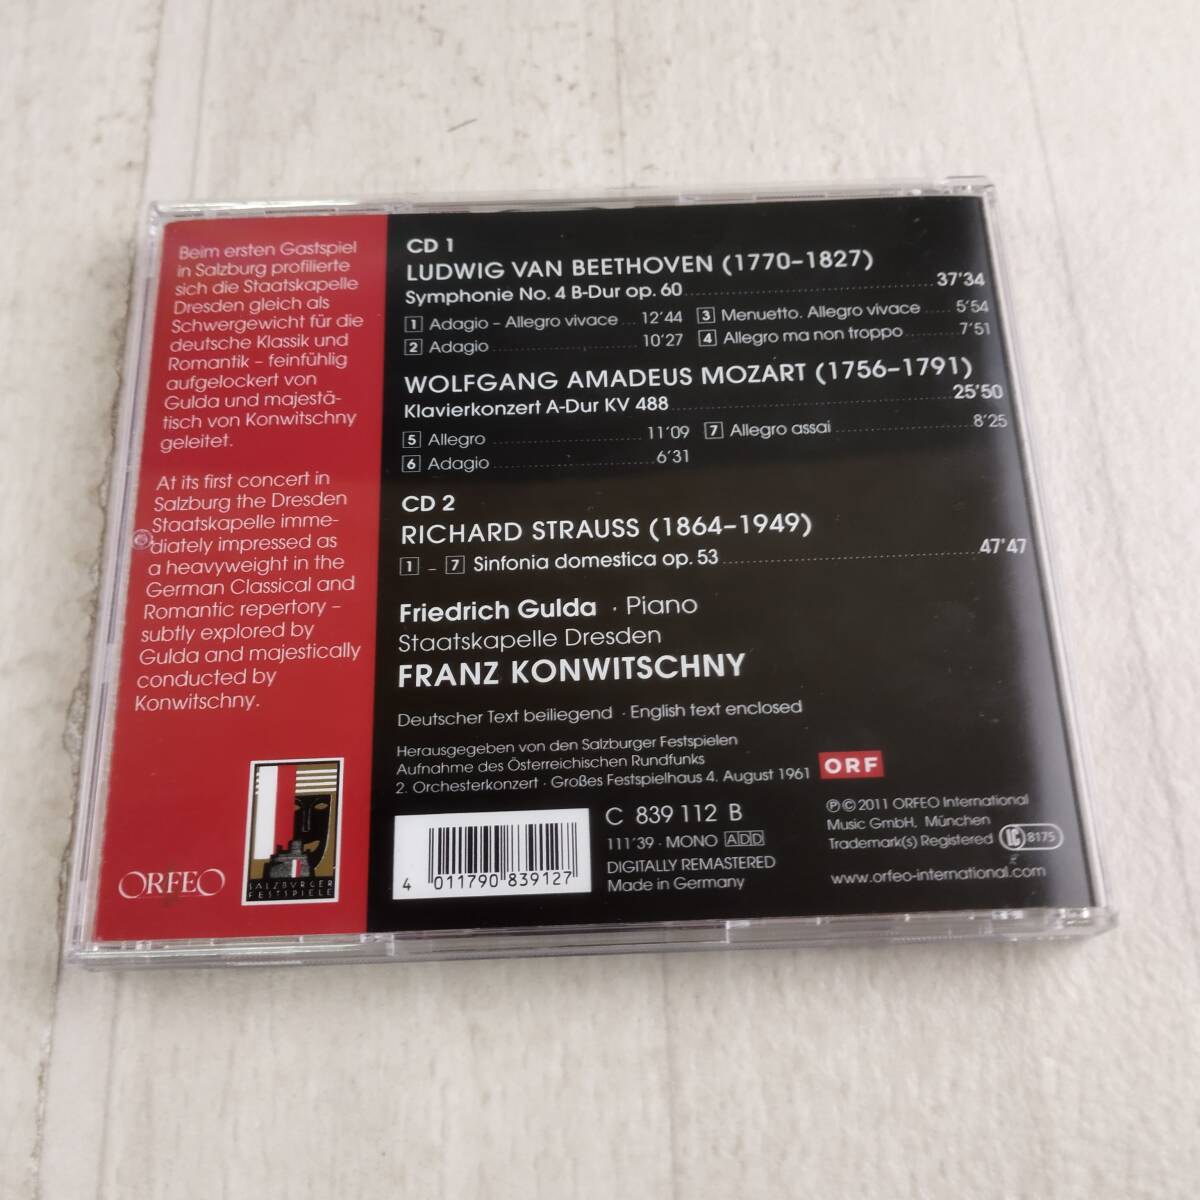 Beim ersten Gastspiel
in Salzburg profilierte
sich die Staatskapelle
Dresden gleich als
Schwergewicht für die
deutsche Klassik und
Romantik – feinfühlig
aufgelockert von
Gulda und majestä-
tisch von Konwitschny
geleitet.
At its first concert in
Salzburg the Dresden
Staatskapelle imme-
diately impressed as
a heavyweight in the
German Classical and
Romantic repertory –
subtly explored by
Gulda and majestically
conducted by
Konwitschny.
ORFEO
SALZBURGER
FESTSPIELE
CD 1
LUDWIG VAN BEETHOVEN (1770–1827)
Symphonie No. 4 B-Dur op. 60 37'34
1 Adagio – Allegro vivace 12'44
2 Adagio 10'27
3 Menuetto. Allegro vivace 5'54
4 Allegro ma non troppo 7'51
WOLFGANG AMADEUS MOZART (1756–1791)
Klavierkonzert A-Dur KV 488 25'50
5 Allegro 11'09
6 Adagio 6'31
7 Allegro assai 8'25
CD 2
RICHARD STRAUSS (1864–1949)
1 – 7 Sinfonia domestica op. 53 47'47
Friedrich Gulda · Piano
Staatskapelle Dresden
FRANZ KONWITSCHNY
Deutscher Text beiliegend · English text enclosed
Herausgegeben von den Salzburger Festspielen
Aufnahme des Österreichischen Rundfunks
2. Orchesterkonzert · Großes Festspielhaus 4. August 1961
ORF
4 011790 839127
C 839 112 B
111'39 · MONO ADD
DIGITALLY REMASTERED
Made in Germany
℗ © 2011 ORFEO International
Music GmbH, München
Trademark(s) Registered LC 8175
www.orfeo-international.com